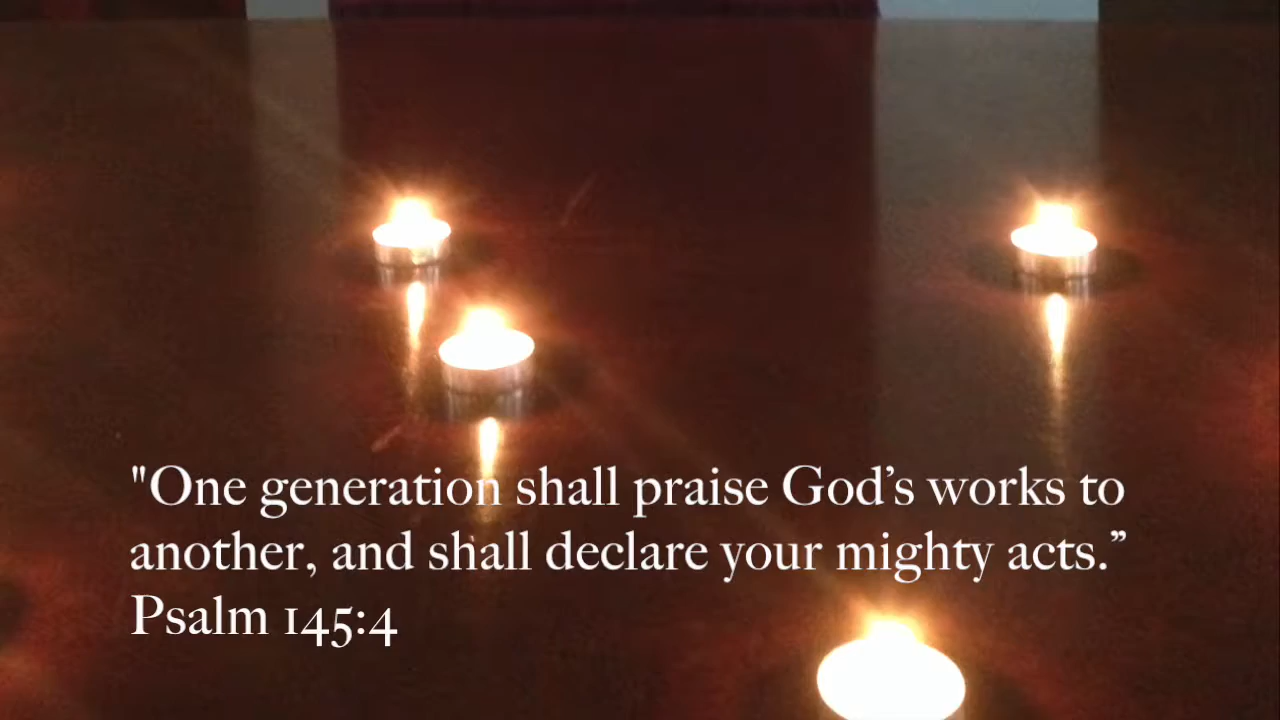 "One generation shall praise God’s works to
another, and shall declare your mighty acts.”
Psalm 145:4